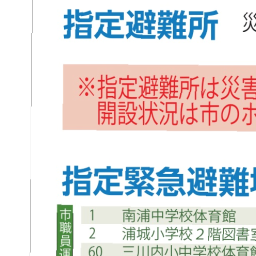 指定避難所
災
※指定避難所は災害
開設状況は市のホ
指定緊急避難場
市職員運
1 南浦中学校体育館
2 浦城小学校２階図書室
60 三川内小中学校体育館